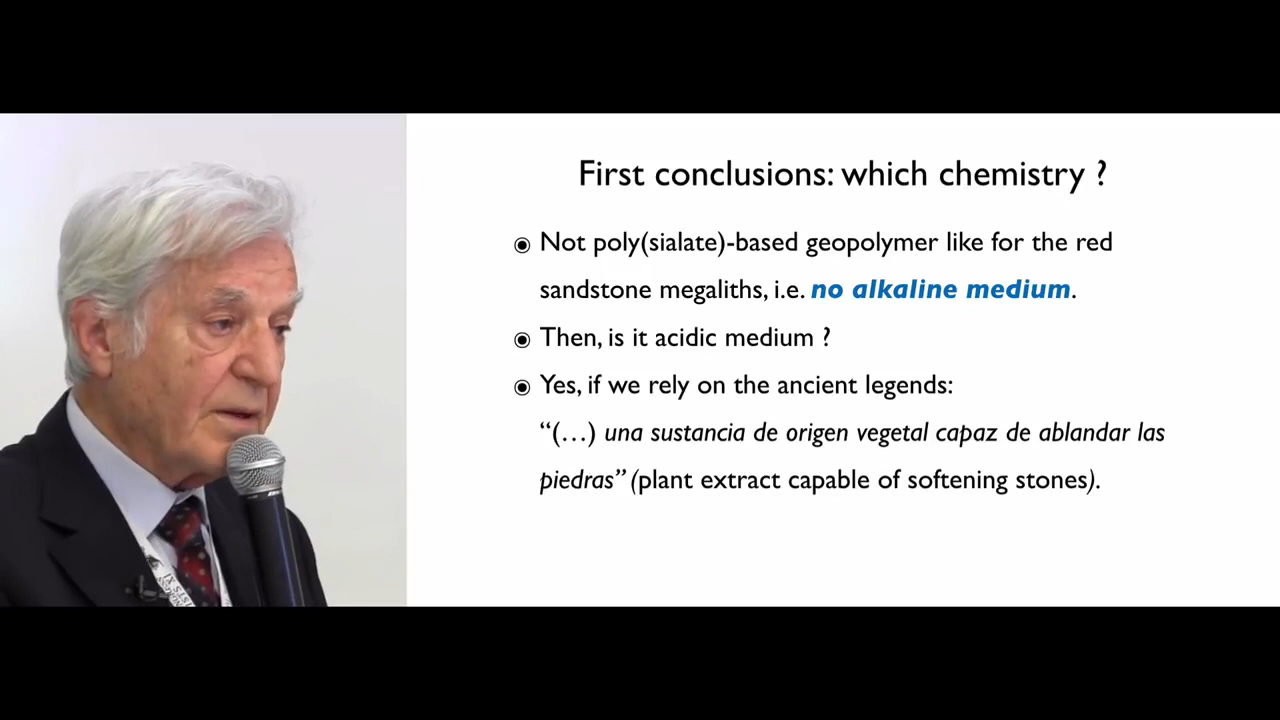 First conclusions: which chemistry ?
◉ Not poly(sialate)-based geopolymer like for the red
sandstone megaliths, i.e. no alkaline medium.
◉ Then, is it acidic medium ?
◉ Yes, if we rely on the ancient legends:
“(…) una sustancia de origen vegetal capaz de ablandar las
piedras” (plant extract capable of softening stones).